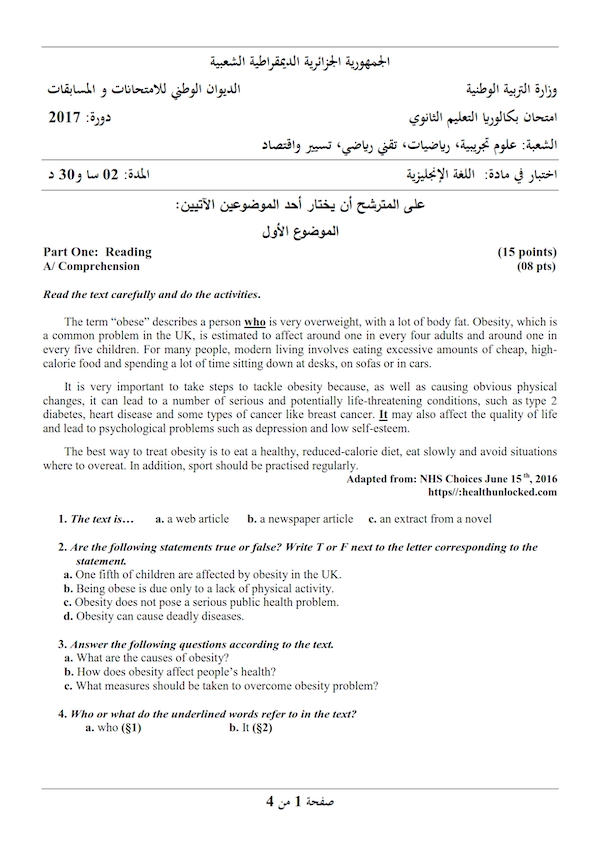 الجمهورية الجزائرية الديمقراطية الشعبية
وزارة التربية الوطنية الديوان الوطني للامتحانات و المسابقات
امتحان بكالوريا التعليم الثانوي دورة: 2017
الشعبة: علوم تجريبية، رياضيات، تقني رياضي، تسيير واقتصاد
اختبار في مادة: اللغة الإنجليزية المدة: 02 سا و30 د
على المترشح أن يختار أحد الموضوعين الآتيين:
الموضوع الأول
Part One: Reading (15 points)
A/ Comprehension (08 pts)
Read the text carefully and do the activities.
The term “obese” describes a person who is very overweight, with a lot of body fat. Obesity, which is
a common problem in the UK, is estimated to affect around one in every four adults and around one in
every five children. For many people, modern living involves eating excessive amounts of cheap, high-
calorie food and spending a lot of time sitting down at desks, on sofas or in cars.
It is very important to take steps to tackle obesity because, as well as causing obvious physical
changes, it can lead to a number of serious and potentially life-threatening conditions, such as type 2
diabetes, heart disease and some types of cancer like breast cancer. It may also affect the quality of life
and lead to psychological problems such as depression and low self-esteem.
The best way to treat obesity is to eat a healthy, reduced-calorie diet, eat slowly and avoid situations
where to overeat. In addition, sport should be practised regularly.
Adapted from: NHS Choices June 15 th, 2016
https//:healthunlocked.com
1. The text is… a. a web article b. a newspaper article c. an extract from a novel
2. Are the following statements true or false? Write T or F next to the letter corresponding to the
statement.
a. One fifth of children are affected by obesity in the UK.
b. Being obese is due only to a lack of physical activity.
c. Obesity does not pose a serious public health problem.
d. Obesity can cause deadly diseases.
3. Answer the following questions according to the text.
a. What are the causes of obesity?
b. How does obesity affect people’s health?
c. What measures should be taken to overcome obesity problem?
4. Who or what do the underlined words refer to in the text?
a. who (§1) b. It (§2)
صفحة 1 من 4